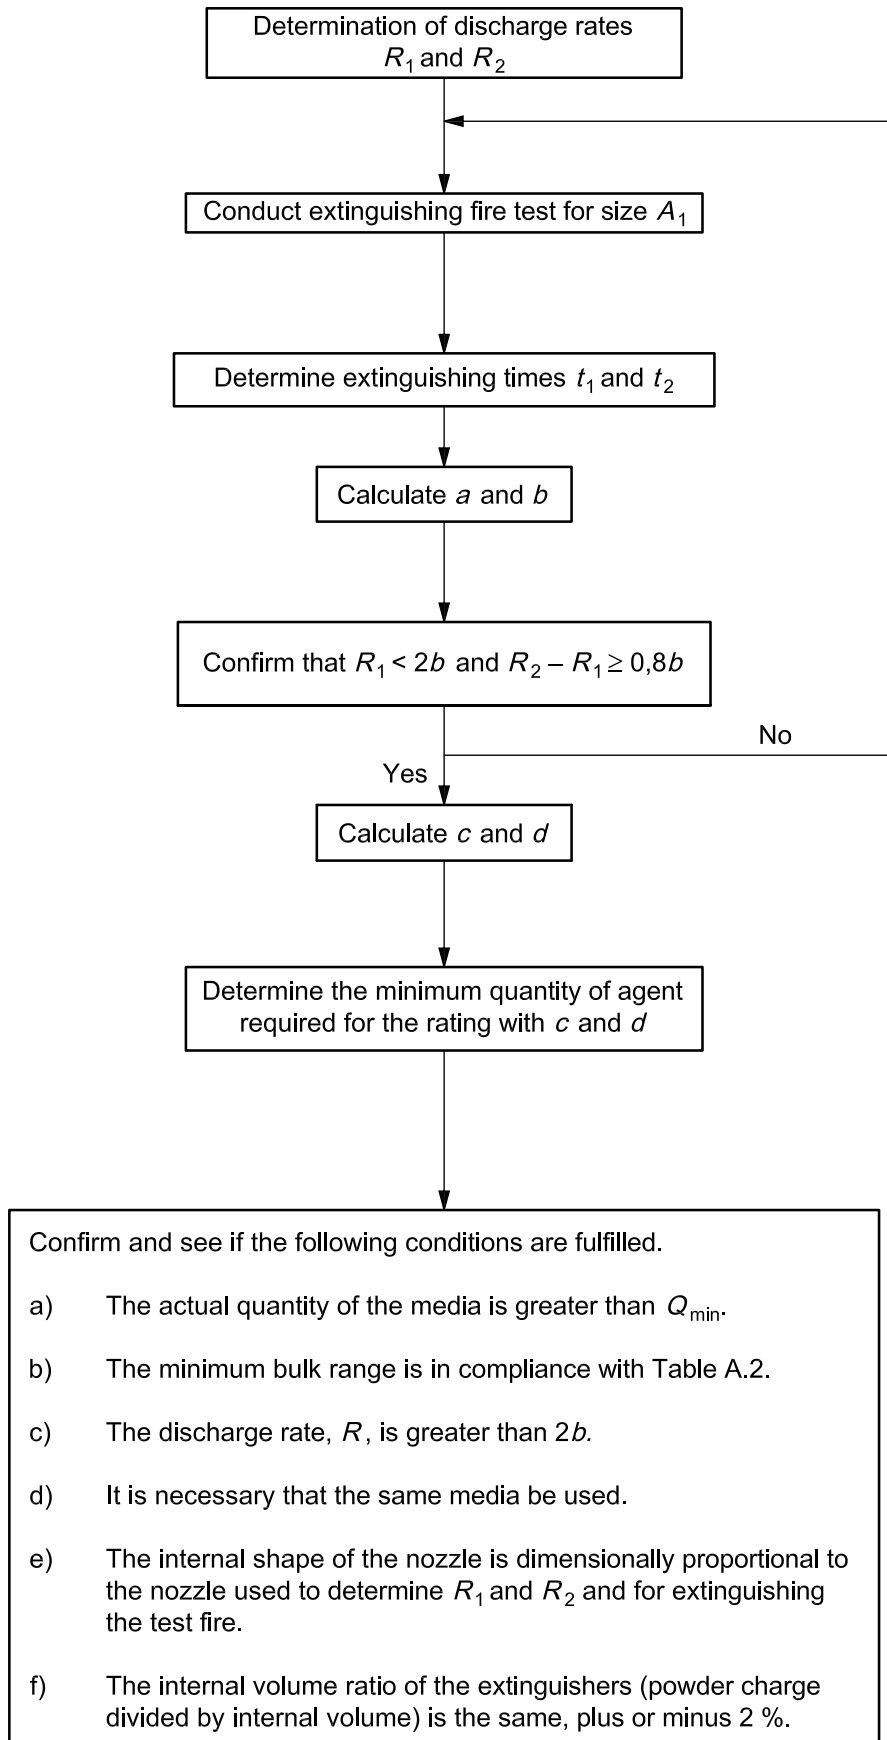 Determination of discharge rates
R1 and R2
Conduct extinguishing fire test for size A1
Determine extinguishing times t1 and t2
Calculate a and b
Confirm that R1 < 2b and R2 – R1 ≥ 0,8b
No
Yes
Calculate c and d
Determine the minimum quantity of agent
required for the rating with c and d
Confirm and see if the following conditions are fulfilled.
a) The actual quantity of the media is greater than Qmin.
b) The minimum bulk range is in compliance with Table A.2.
c) The discharge rate, R, is greater than 2b.
d) It is necessary that the same media be used.
e) The internal shape of the nozzle is dimensionally proportional to
the nozzle used to determine R1 and R2 and for extinguishing
the test fire.
f) The internal volume ratio of the extinguishers (powder charge
divided by internal volume) is the same, plus or minus 2 %.